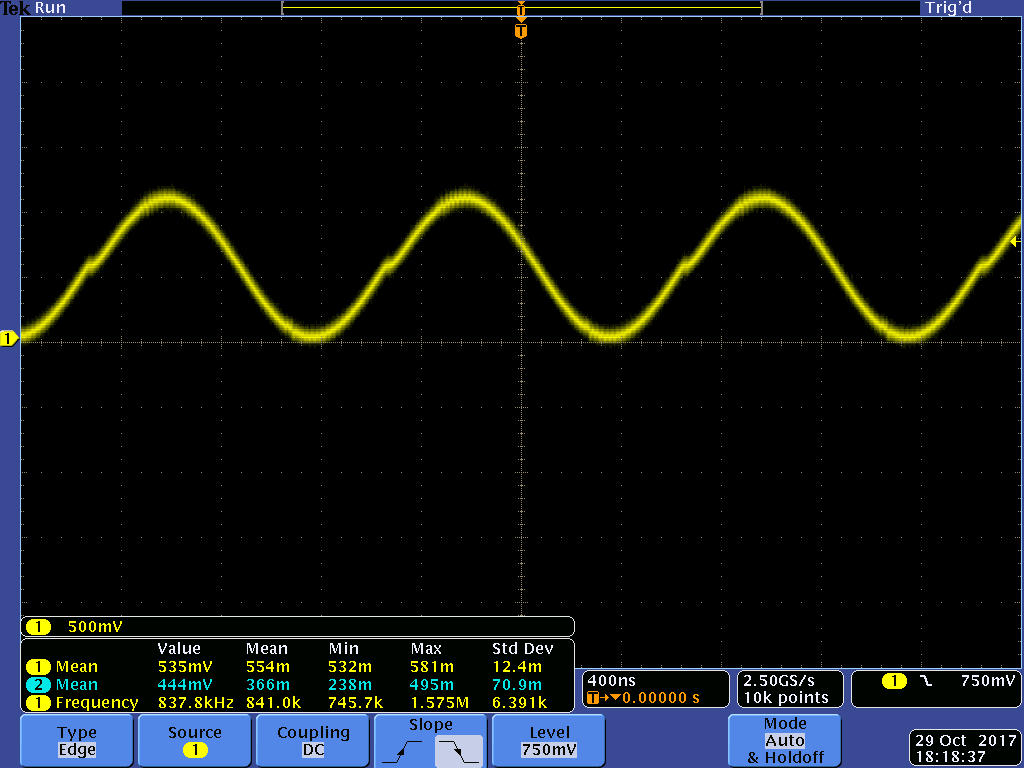 Tek Run Trig'd
T
T
1
1 500mV
Value Mean Min Max Std Dev
1 Mean 535mV 554m 532m 581m 12.4m
2 Mean 444mV 366m 238m 495m 70.9m
1 Frequency 837.8kHz 841.0k 745.7k 1.575M 6.391k
400ns
T→▼0.00000 s
2.50GS/s
10k points
1 750mV
Type
Edge
Source
1
Coupling
DC
Slope
Level
750mV
Mode
Auto
& Holdoff
29 Oct 2017
18:18:37